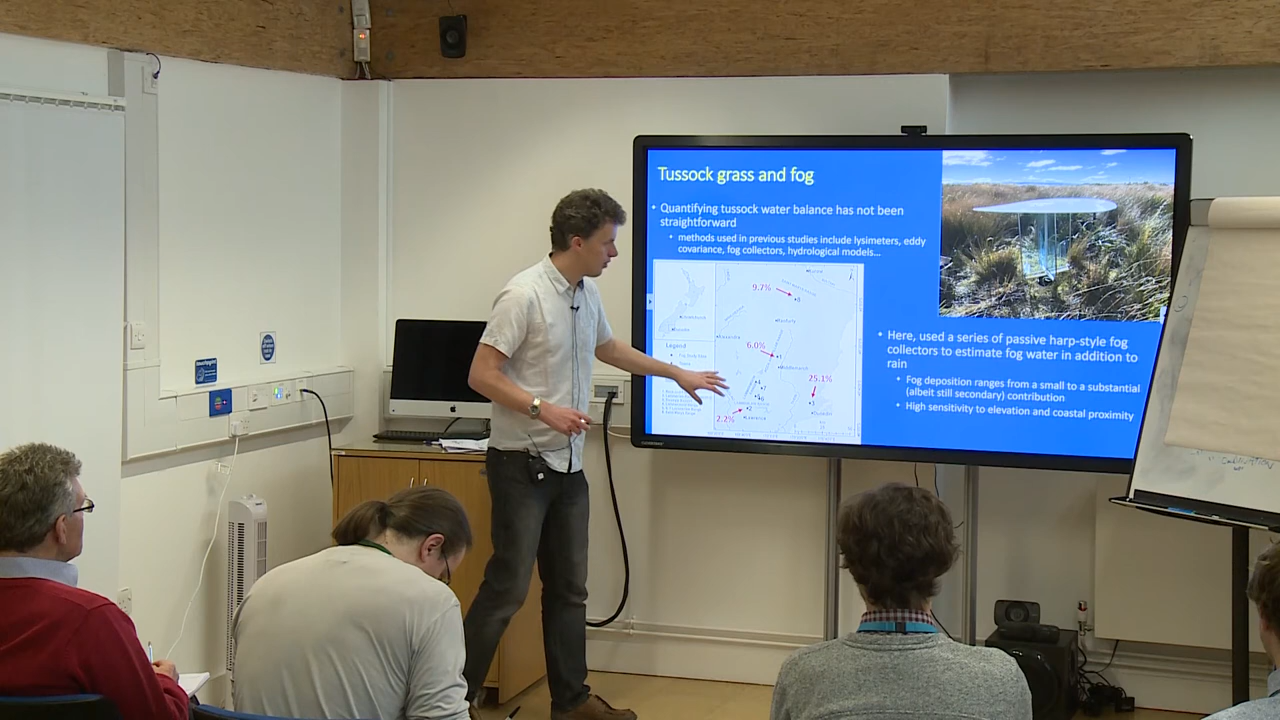 Tussock grass and fog
• Quantifying tussock water balance has not been
straightforward
• methods used in previous studies include lysimeters, eddy
covariance, fog collectors, hydrological models...
9.7%
6.0%
25.1%
2.2%
Legend
• Here, used a series of passive harp-style fog
collectors to estimate fog water in addition to
rain
• Fog deposition ranges from a small to a substantial
(albeit still secondary) contribution
• High sensitivity to elevation and coastal proximity